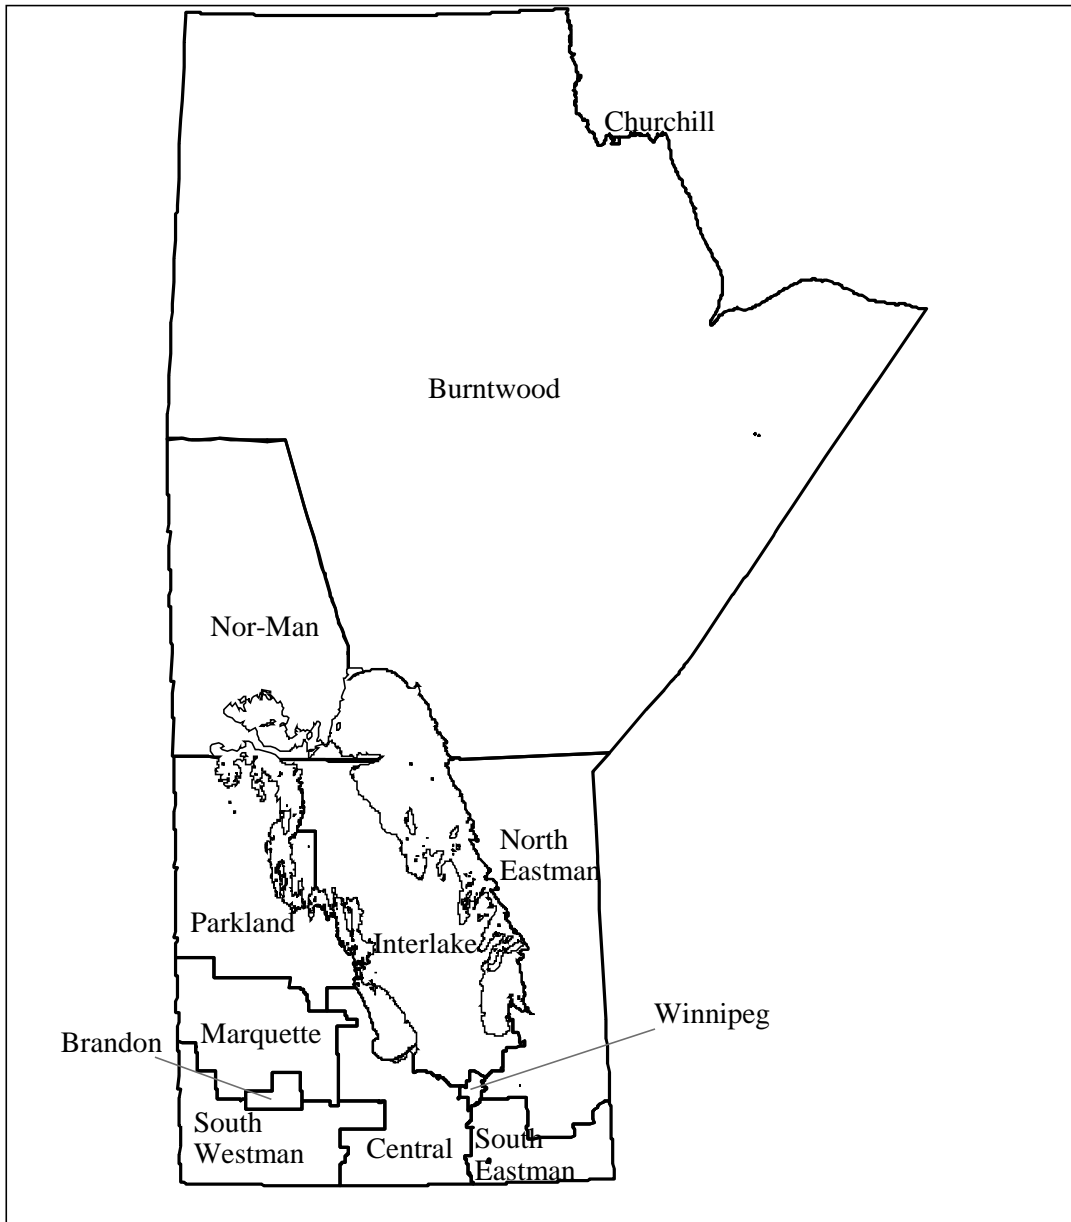 Churchill
Burntwood
Nor-Man
North
Eastman
Parkland
Interlake
Winnipeg
Marquette
Brandon
South
Westman
Central
South
Eastman